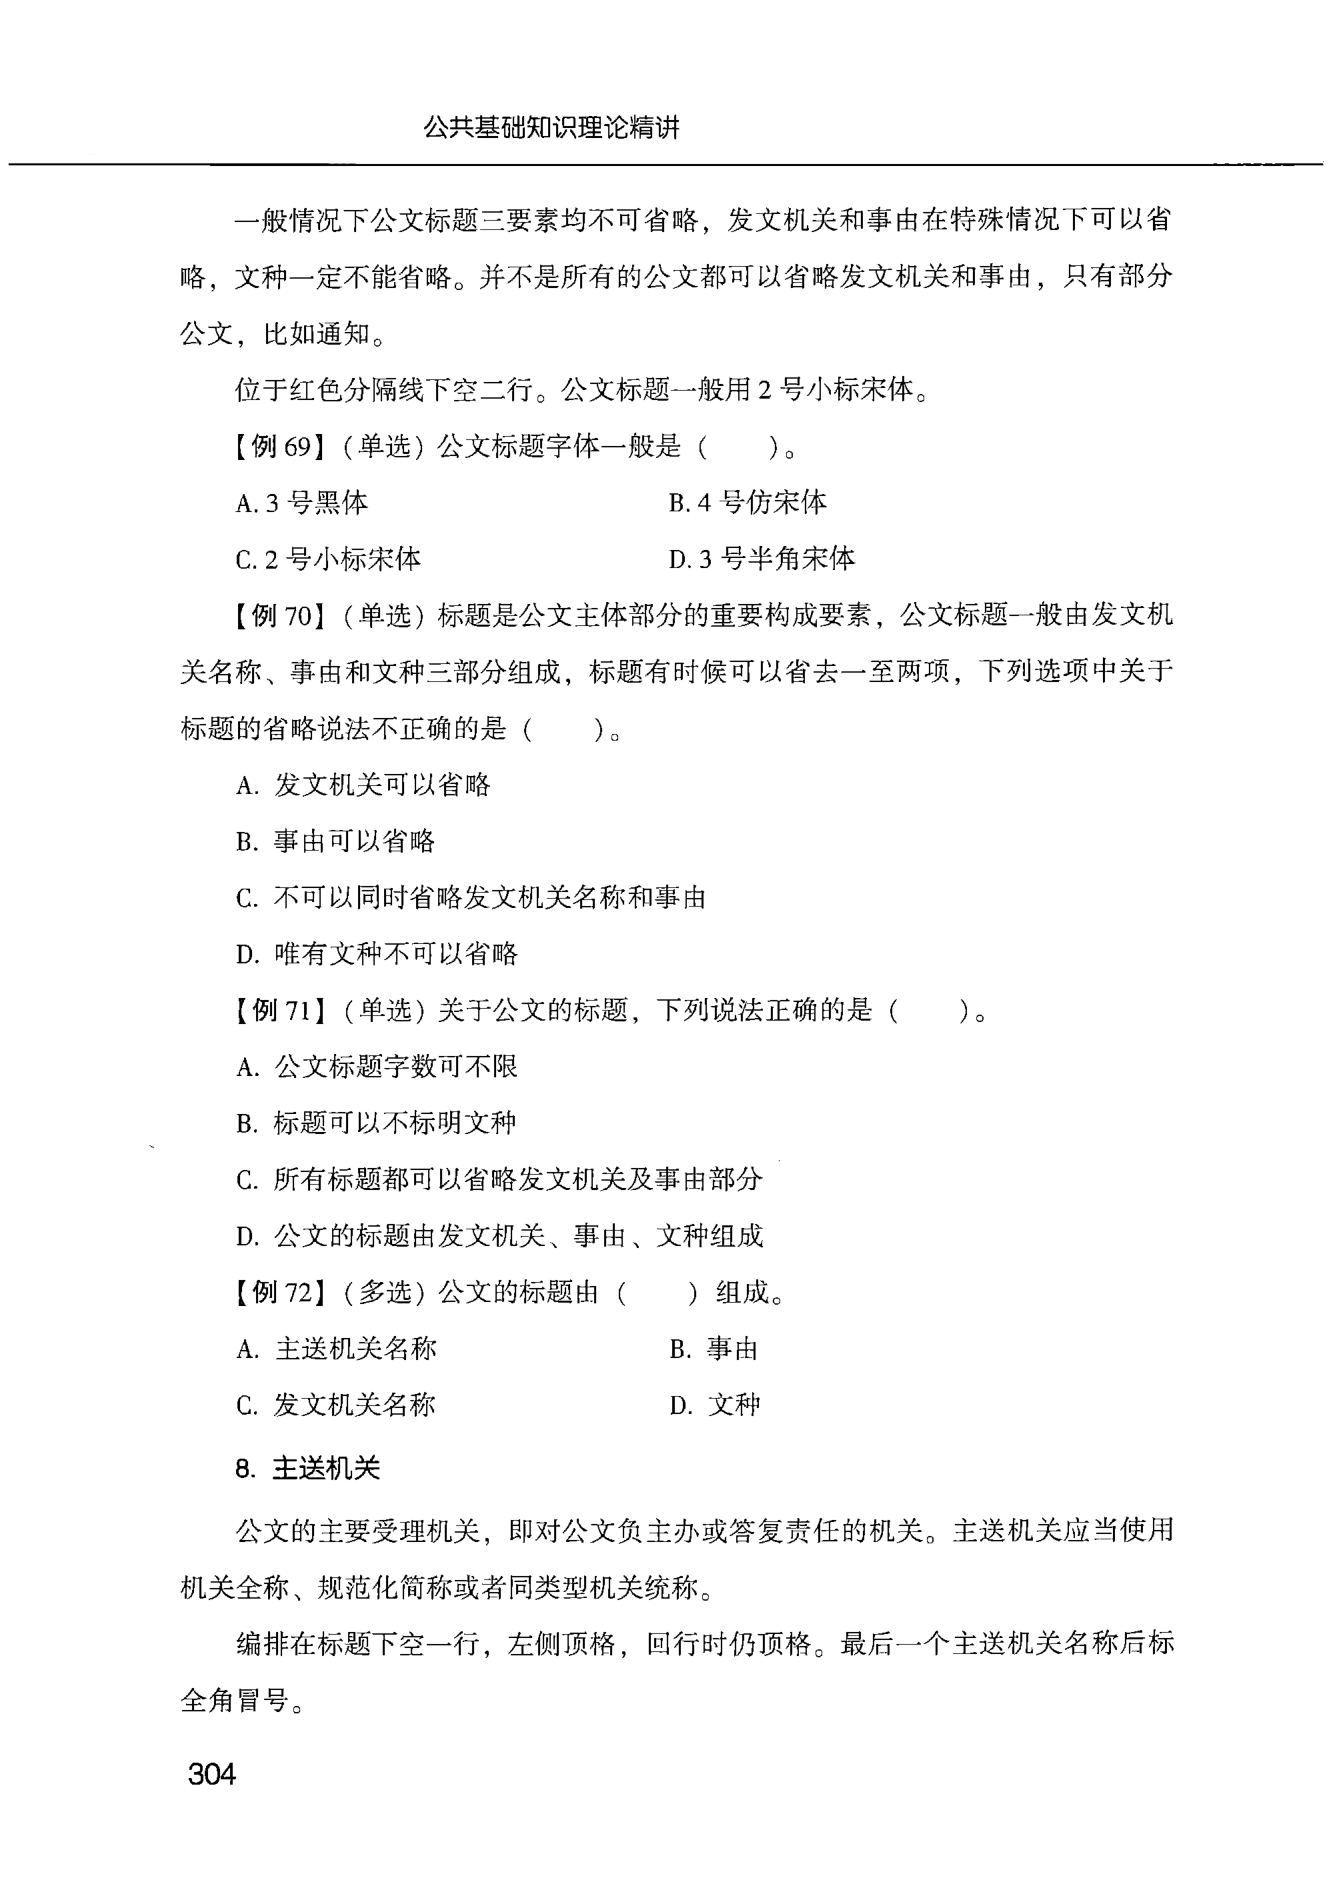 公共基础知识理论精讲
一般情况下公文标题三要素均不可省略，发文机关和事由在特殊情况下可以省
略，文种一定不能省略。并不是所有的公文都可以省略发文机关和事由，只有部分
公文，比如通知。
位于红色分隔线下空二行。公文标题一般用 2 号小标宋体。
【例 69】（单选）公文标题字体一般是（　　）。
A. 3 号黑体　　B. 4 号仿宋体
C. 2 号小标宋体　　D. 3 号半角宋体
【例 70】（单选）标题是公文主体部分的重要构成要素，公文标题一般由发文机
关名称、事由和文种三部分组成，标题有时候可以省去一至两项，下列选项中关于
标题的省略说法不正确的是（　　）。
A. 发文机关可以省略
B. 事由可以省略
C. 不可以同时省略发文机关名称和事由
D. 唯有文种不可以省略
【例 71】（单选）关于公文的标题，下列说法正确的是（　　）。
A. 公文标题字数可不限
B. 标题可以不标明文种
C. 所有标题都可以省略发文机关及事由部分
D. 公文的标题由发文机关、事由、文种组成
【例 72】（多选）公文的标题由（　　）组成。
A. 主送机关名称　　B. 事由
C. 发文机关名称　　D. 文种
8. 主送机关
公文的主要受理机关，即对公文负主办或答复责任的机关。主送机关应当使用
机关全称、规范化简称或者同类型机关统称。
编排在标题下空一行，左侧顶格，回行时仍顶格。最后一个主送机关名称后标
全角冒号。
304